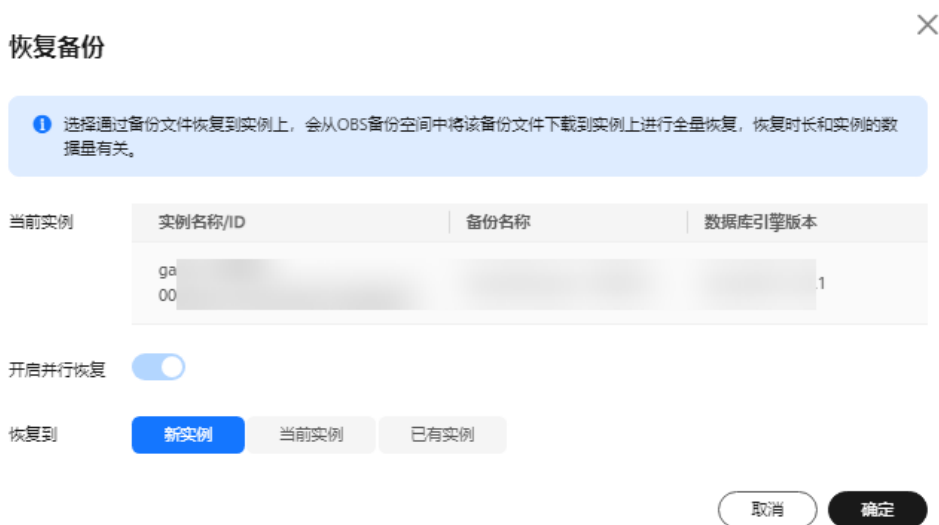 恢复备份
选择通过备份文件恢复到实例上，会从OBS备份空间中将该备份文件下载到实例上进行全量恢复，恢复时长和实例的数
据量有关。
当前实例 实例名称/ID 备份名称 数据库引擎版本
ga
00 .1
开启并行恢复
恢复到 新实例 当前实例 已有实例
取消 确定